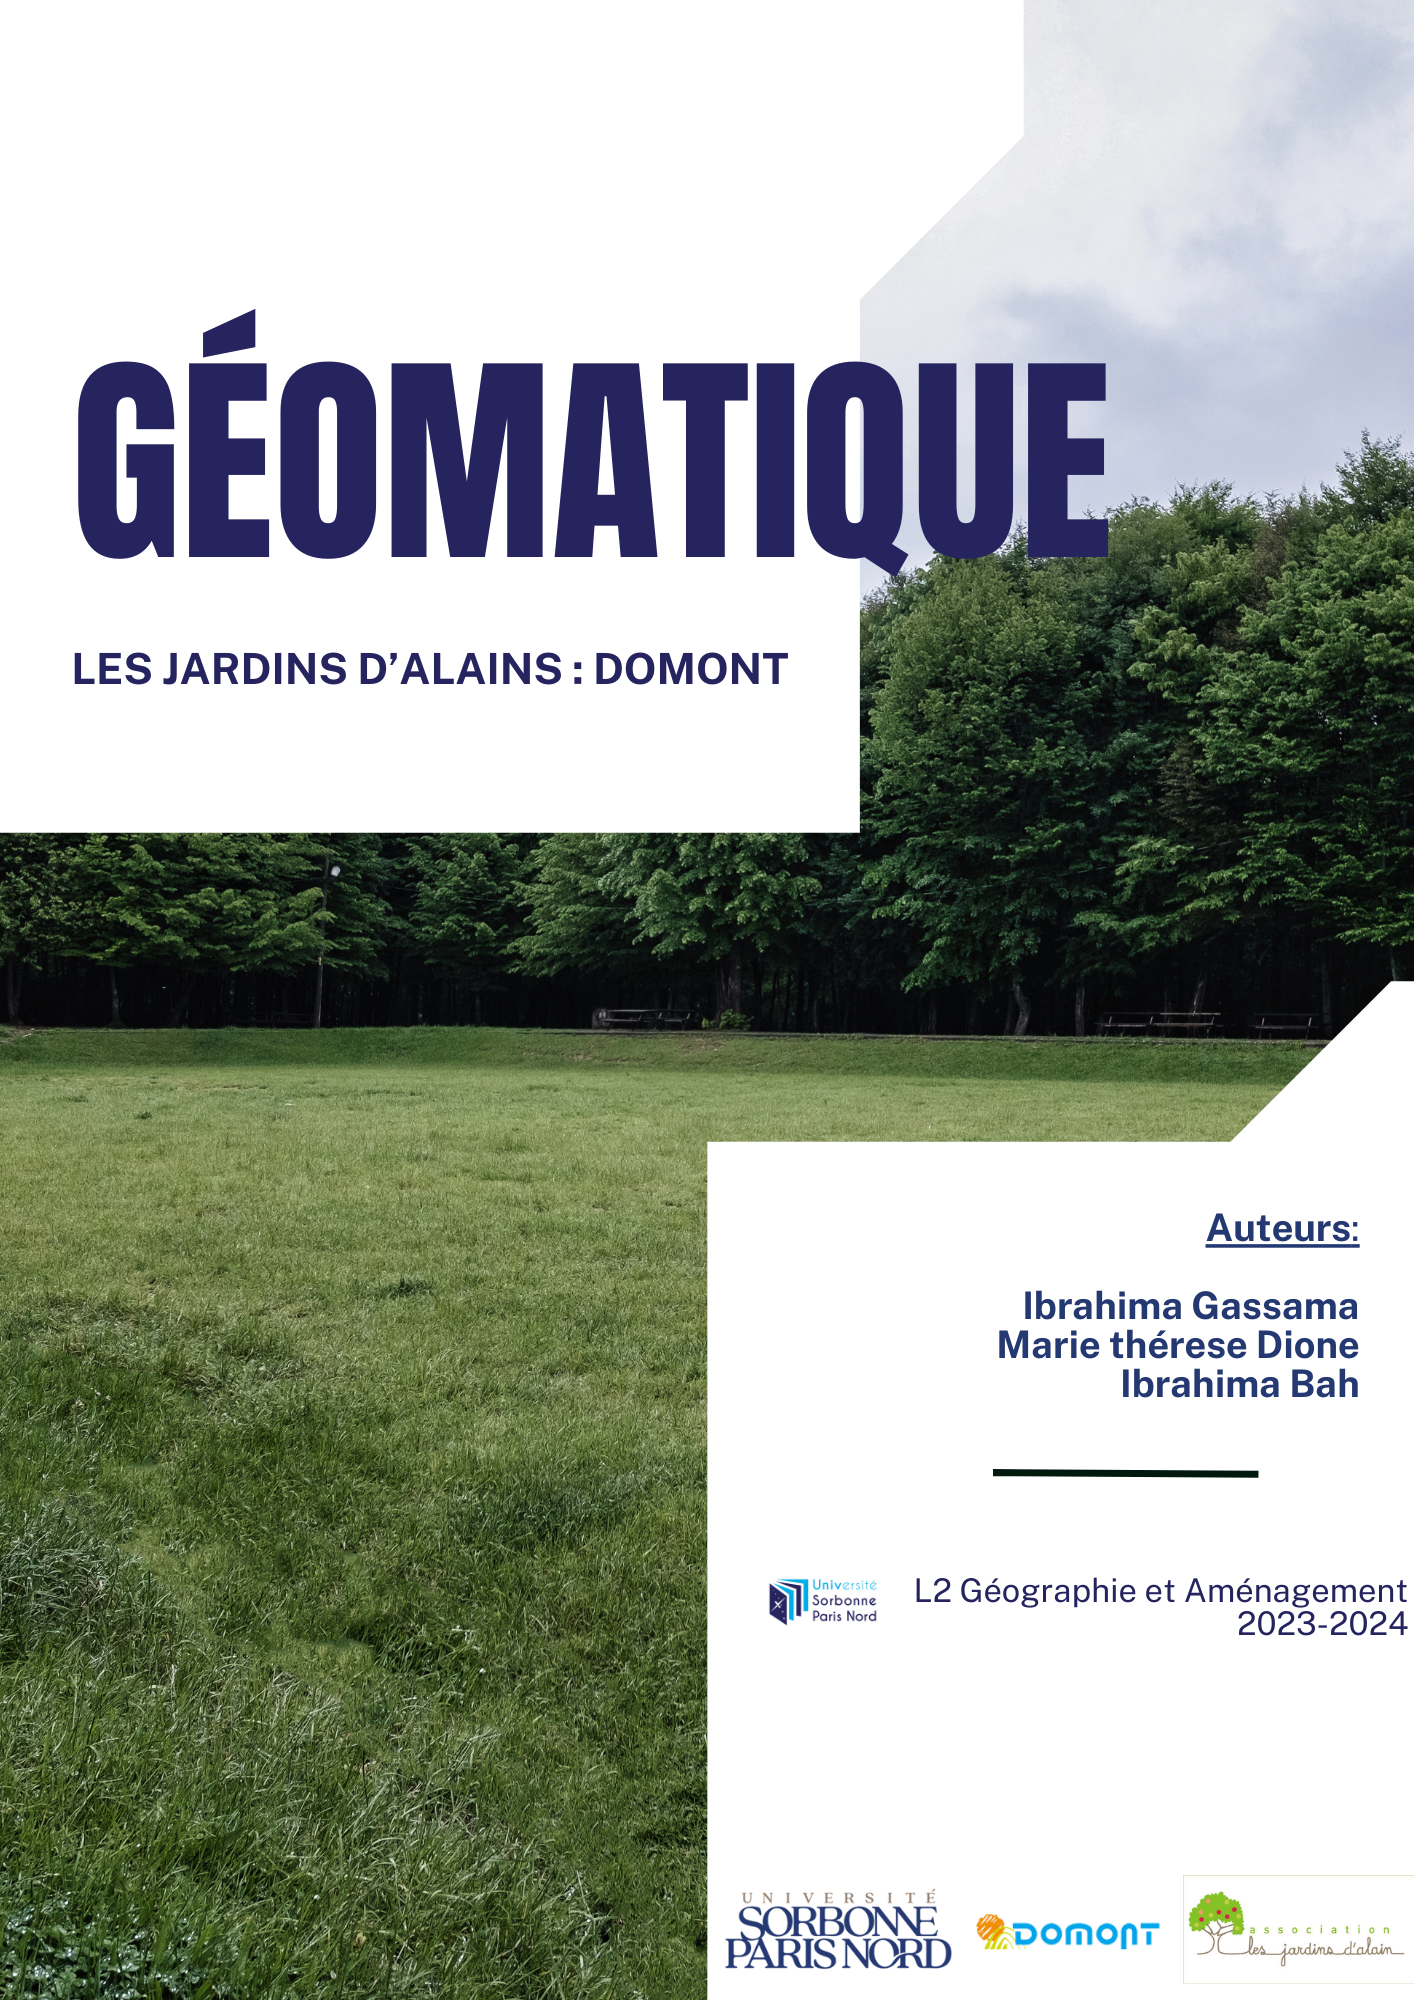 GÉOMATIQUE
LES JARDINS D’ALAINS : DOMONT
Auteurs:
Ibrahima Gassama
Marie thérese Dione
Ibrahima Bah
Université
Sorbonne
Paris Nord
L2 Géographie et Aménagement
2023-2024
UNIVERSITÉ
SORBONNE
PARIS NORD
DOMONT
association
les jardins d'alain